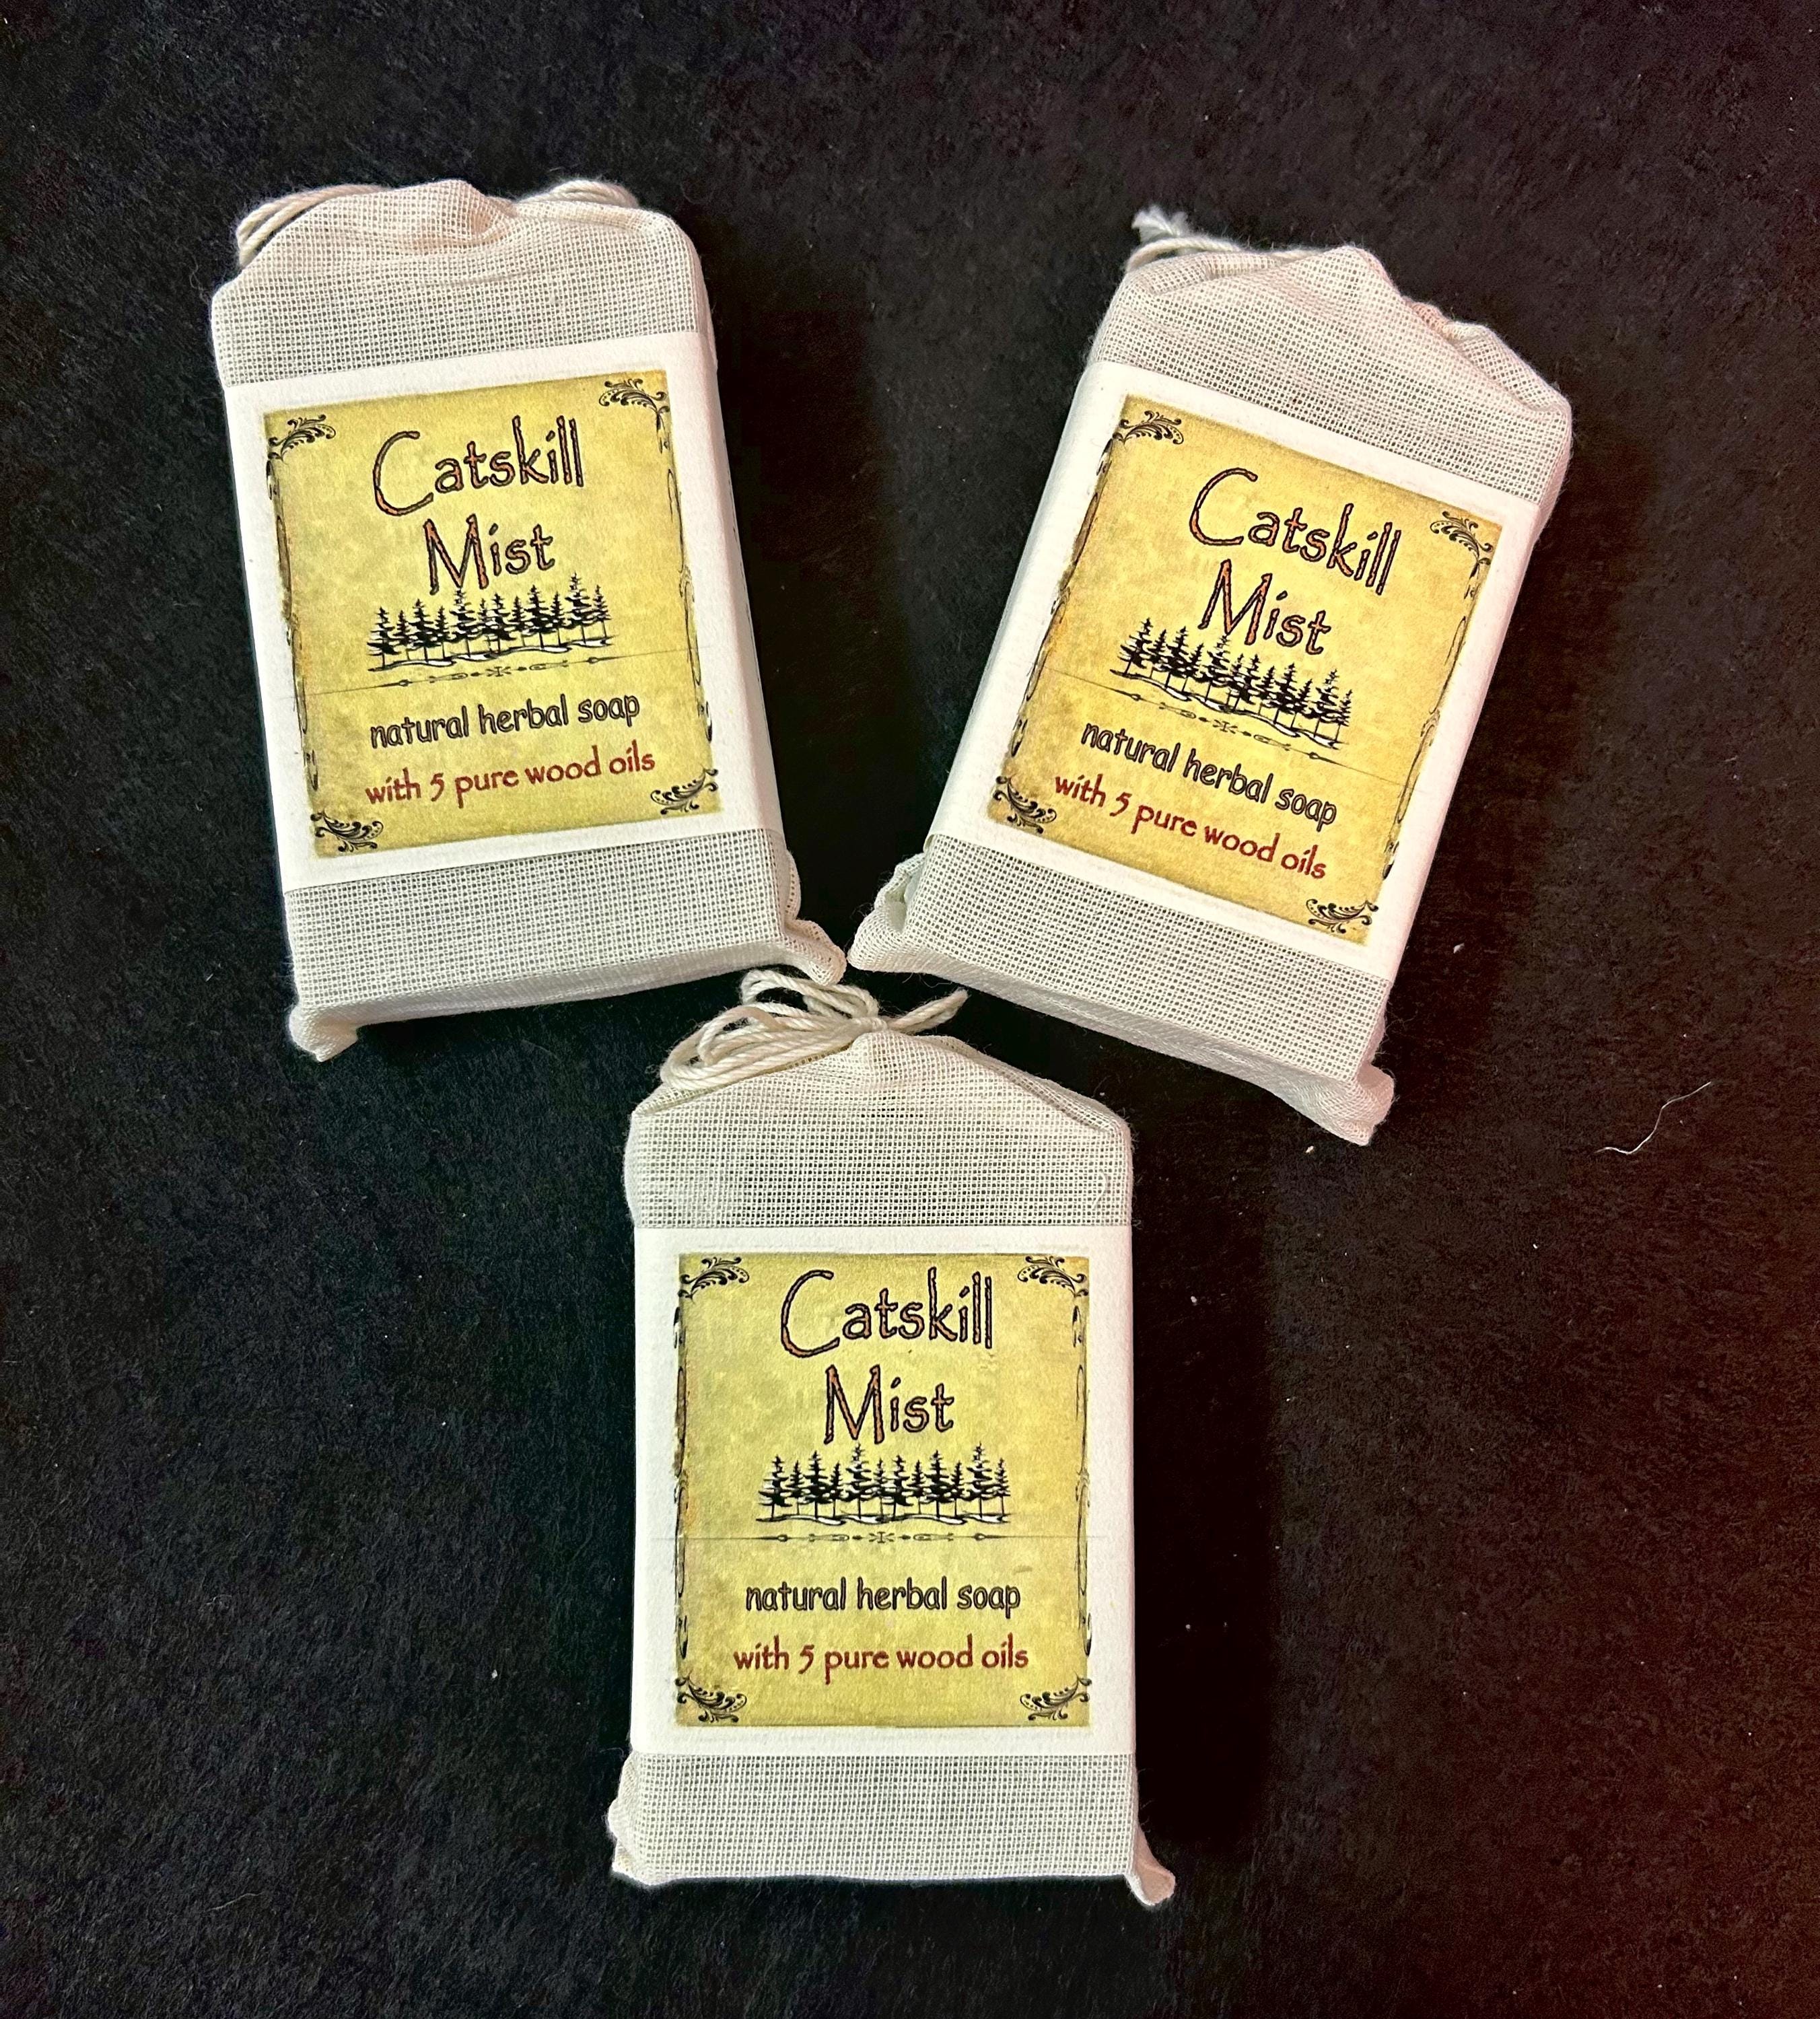 Catskill
Mist
natural herbal soap
with 5 pure wood oils
Catskill
Mist
natural herbal soap
with 5 pure wood oils
Catskill
Mist
natural herbal soap
with 5 pure wood oils